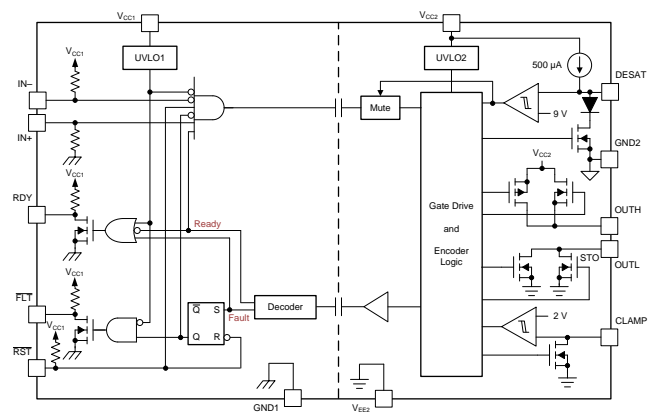 VCC1
VCC2
UVLO1
UVLO2
500 µA
DESAT
VCC1
IN–
IN+
Mute
9 V
GND2
VCC1
RDY
Ready
Gate Drive
and
Encoder
Logic
VCC2
OUTH
STO
OUTL
VCC1
FLT
Q
S
Fault
Decoder
2 V
CLAMP
VCC1
Q
R
RST
GND1
VEE2